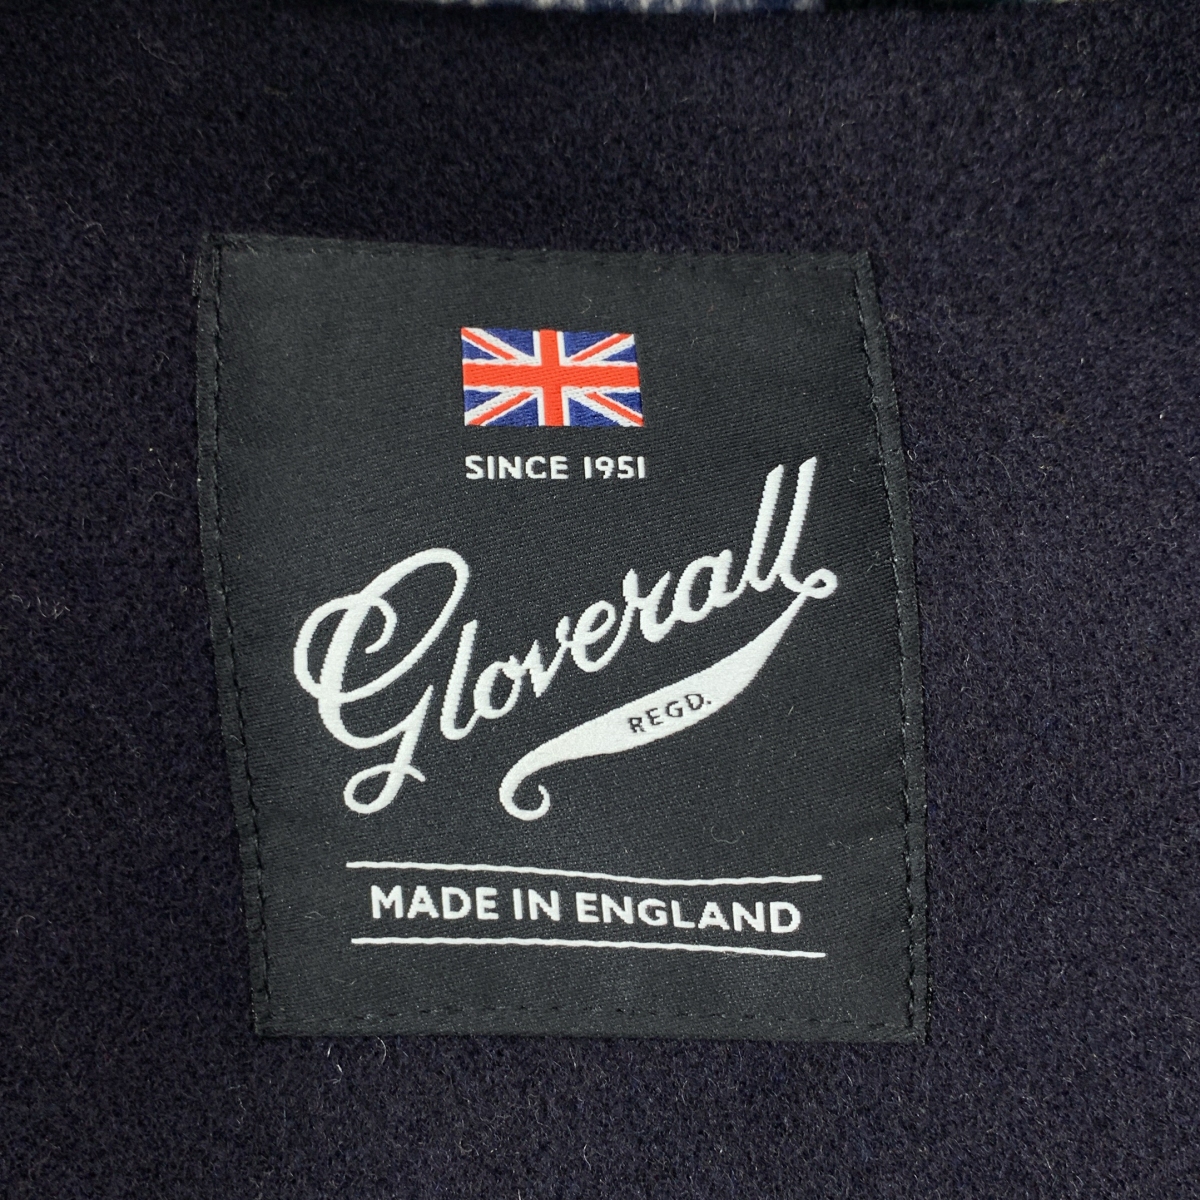 SINCE 1951
Gloverall
REGD.
MADE IN ENGLAND